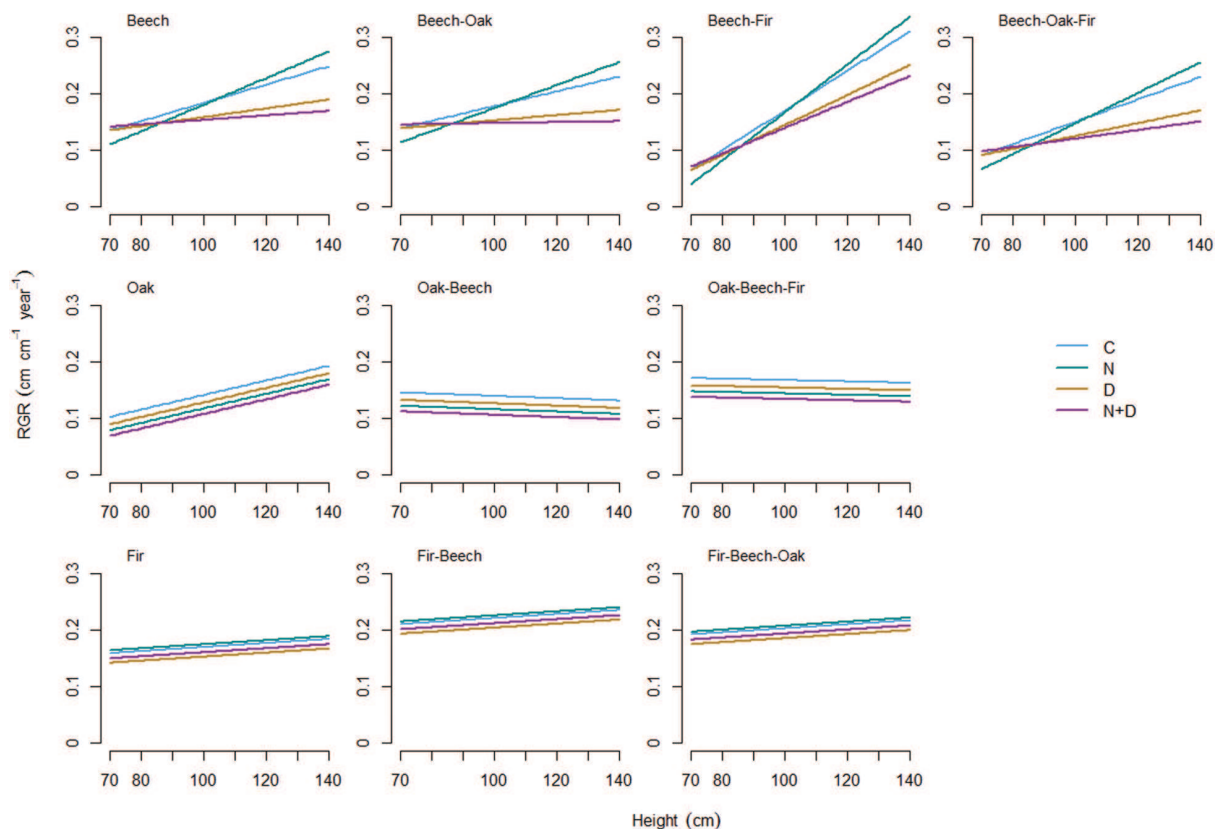 Beech Beech-Oak Beech-Fir Beech-Oak-Fir
0.3 0.3 0.3 0.3
0.2 0.2 0.2 0.2
0.1 0.1 0.1 0.1
0 0 0 0
70 80 100 120 140 70 100 120 140 70 80 100 120 140 70 80 100 120 140
RGR (cm cm⁻¹ year⁻¹)
Oak Oak-Beech Oak-Beech-Fir
0.3 0.3 0.3
0.2 0.2 0.2
0.1 0.1 0.1
0 0 0
70 80 100 120 140 70 100 120 140 70 80 100 120 140
C
N
D
N+D
Fir Fir-Beech Fir-Beech-Oak
0.3 0.3 0.3
0.2 0.2 0.2
0.1 0.1 0.1
0 0 0
70 80 100 120 140 70 100 120 140 70 80 100 120 140
Height (cm)